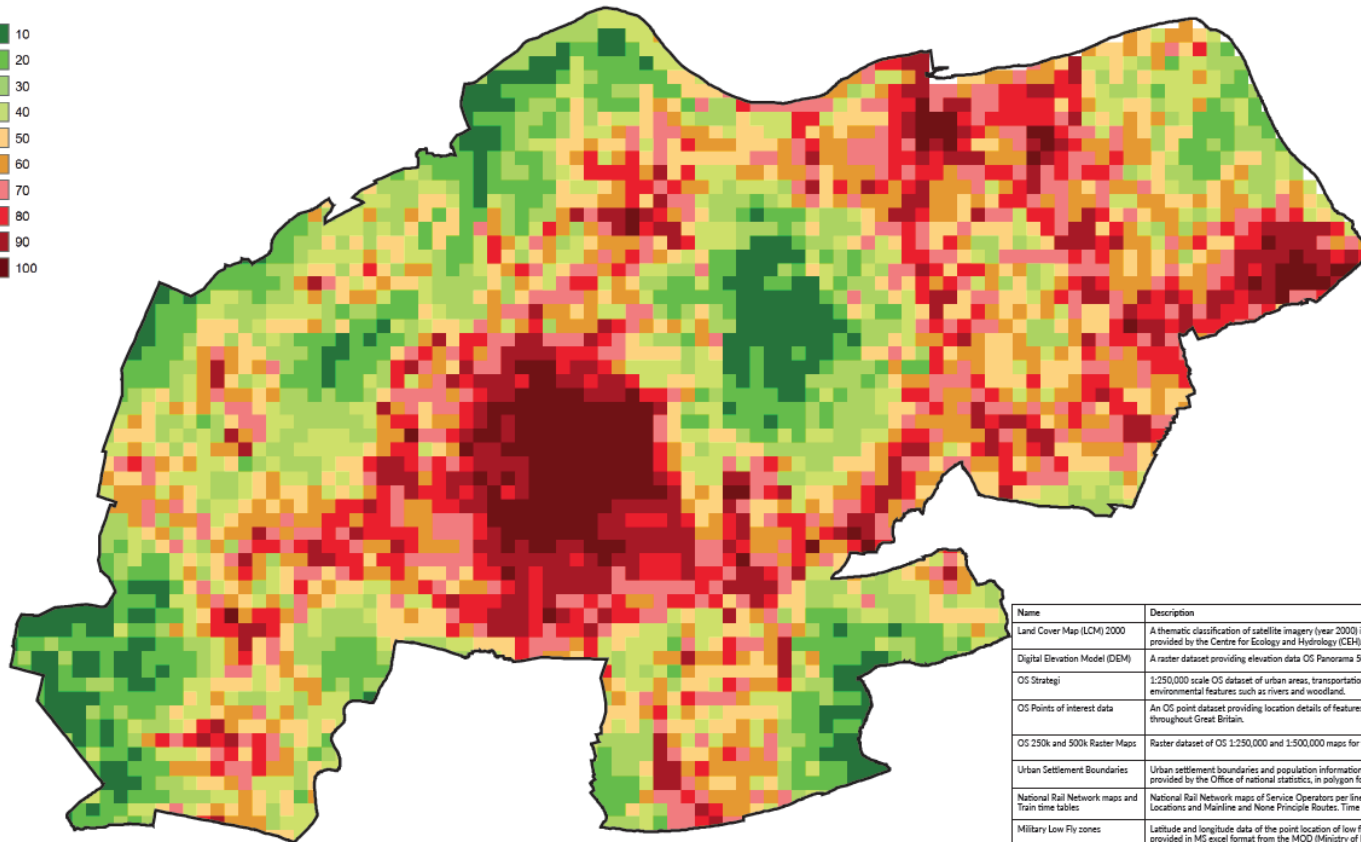 10
20
30
40
50
60
70
80
90
100
Name Description
Land Cover Map (LCM) 2000 A thematic classification of satellite imagery (year 2000)
provided by the Centre for Ecology and Hydrology (CEH)
Digital Elevation Model (DEM) A raster dataset providing elevation data OS Panorama
OS Strategi 1:250,000 scale OS dataset of urban areas,
environmental features such as rivers and woodland.
OS Points of interest data An OS point dataset providing location details of
throughout Great Britain.
OS 250k and 500k Raster Maps Raster dataset of OS 1:250,000 and 1:500,000 maps for
Urban Settlement Boundaries Urban settlement boundaries and population
provided by the Office of national statistics, in polygon
National Rail Network maps and National Rail Network maps of Service Operators per
Train time tables Locations and Mainline and None Principle Routes. Time
Military Low Fly zones Latitude and longitude data of the point location of low
provided in MS excel format from the MOD (Ministry of